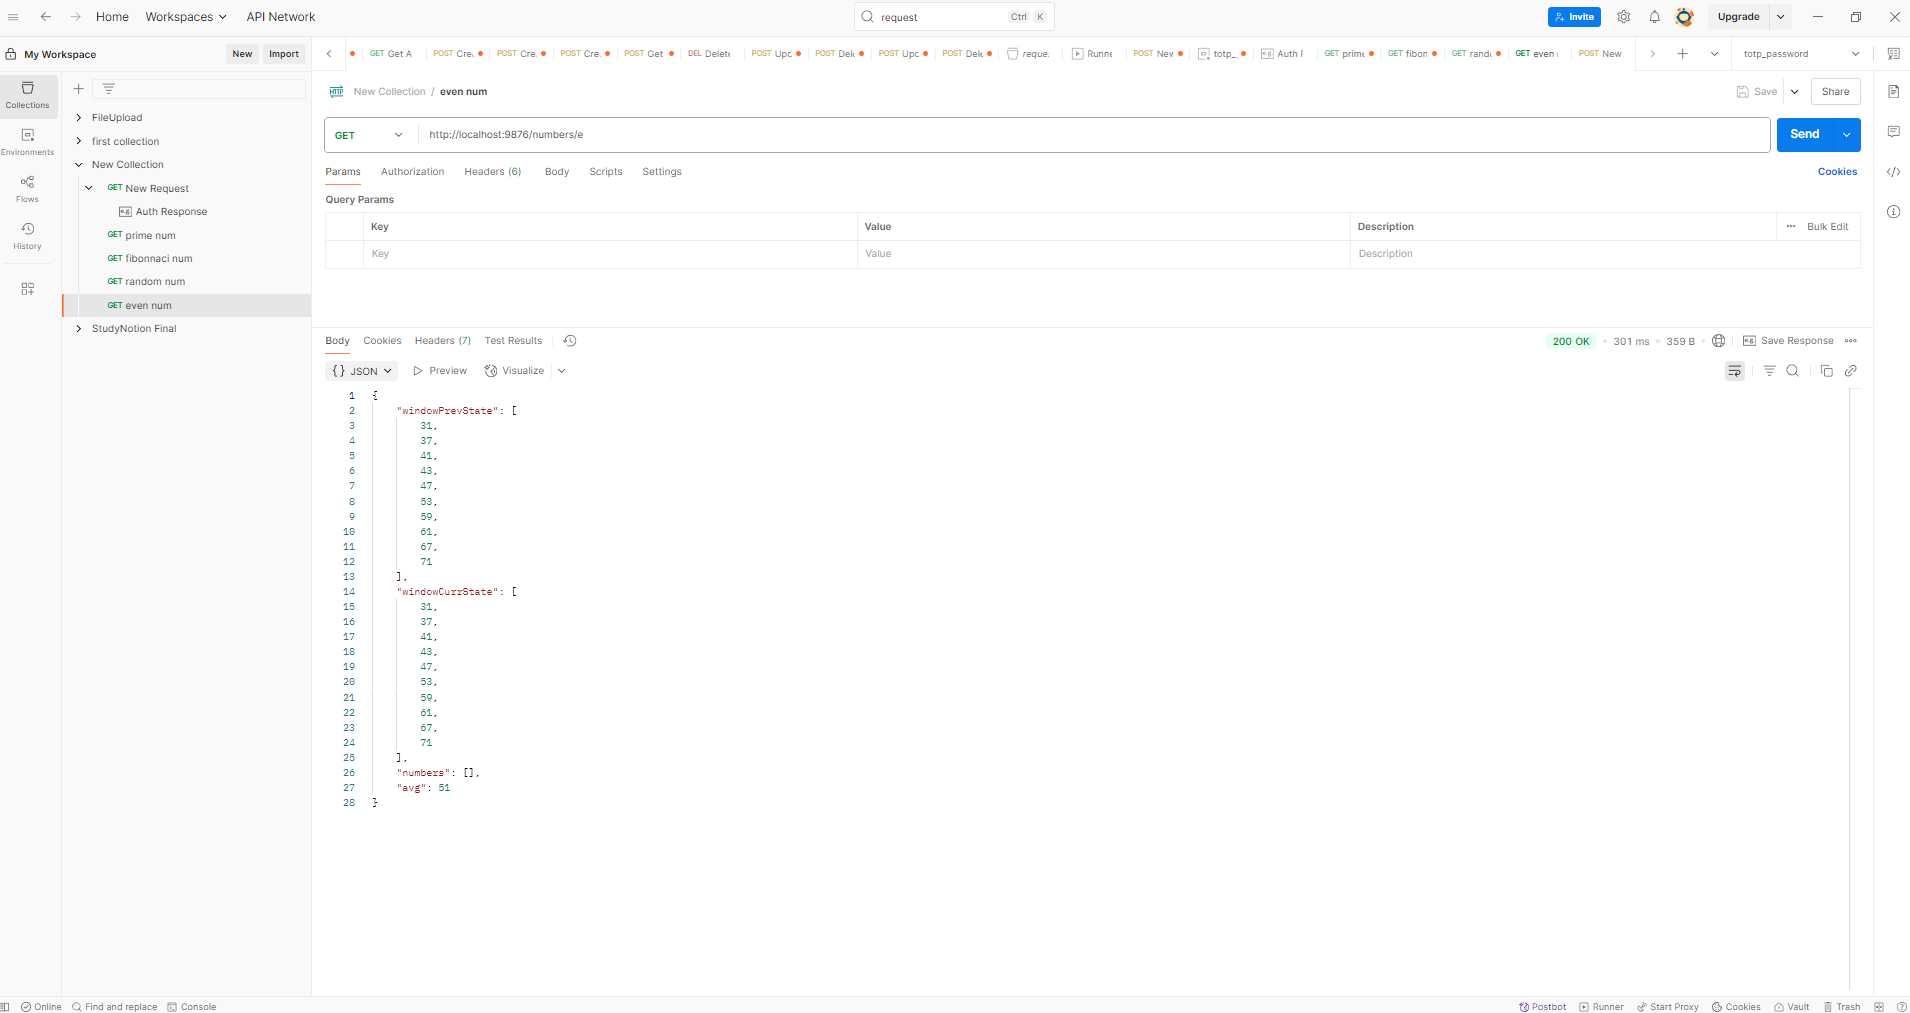 Home Workspaces API Network request Ctrl K Invite Upgrade
My Workspace New Import
GET Get A POST Cre. POST Cre. POST Cre. POST Get DEL Delete POST Upd POST Del POST Upd POST Del reque Runne POST New totp_ Auth F GET prime GET fibon GET rand GET even POST New totp_password
Collections
Environments
Flows
History
FileUpload
first collection
New Collection
GET New Request
Auth Response
GET prime num
GET fibonnaci num
GET random num
GET even num
StudyNotion Final
HTTP New Collection / even num Save Share
GET http://localhost:9876/numbers/e Send
Params Authorization Headers (6) Body Scripts Settings Cookies
Query Params
Key Value Description Bulk Edit
Key Value Description
Body Cookies Headers (7) Test Results 200 OK 301 ms 359 B Save Response
{} JSON Preview Visualize
1 {
2 "windowPrevState": [
3 31,
4 37,
5 41,
6 43,
7 47,
8 53,
9 59,
10 61,
11 67,
12 71
13 ],
14 "windowCurrState": [
15 31,
16 37,
17 41,
18 43,
19 47,
20 53,
21 59,
22 61,
23 67,
24 71
25 ],
26 "numbers": [],
27 "avg": 51
28 }
Online Find and replace Console Postbot Runner Start Proxy Cookies Vault Trash